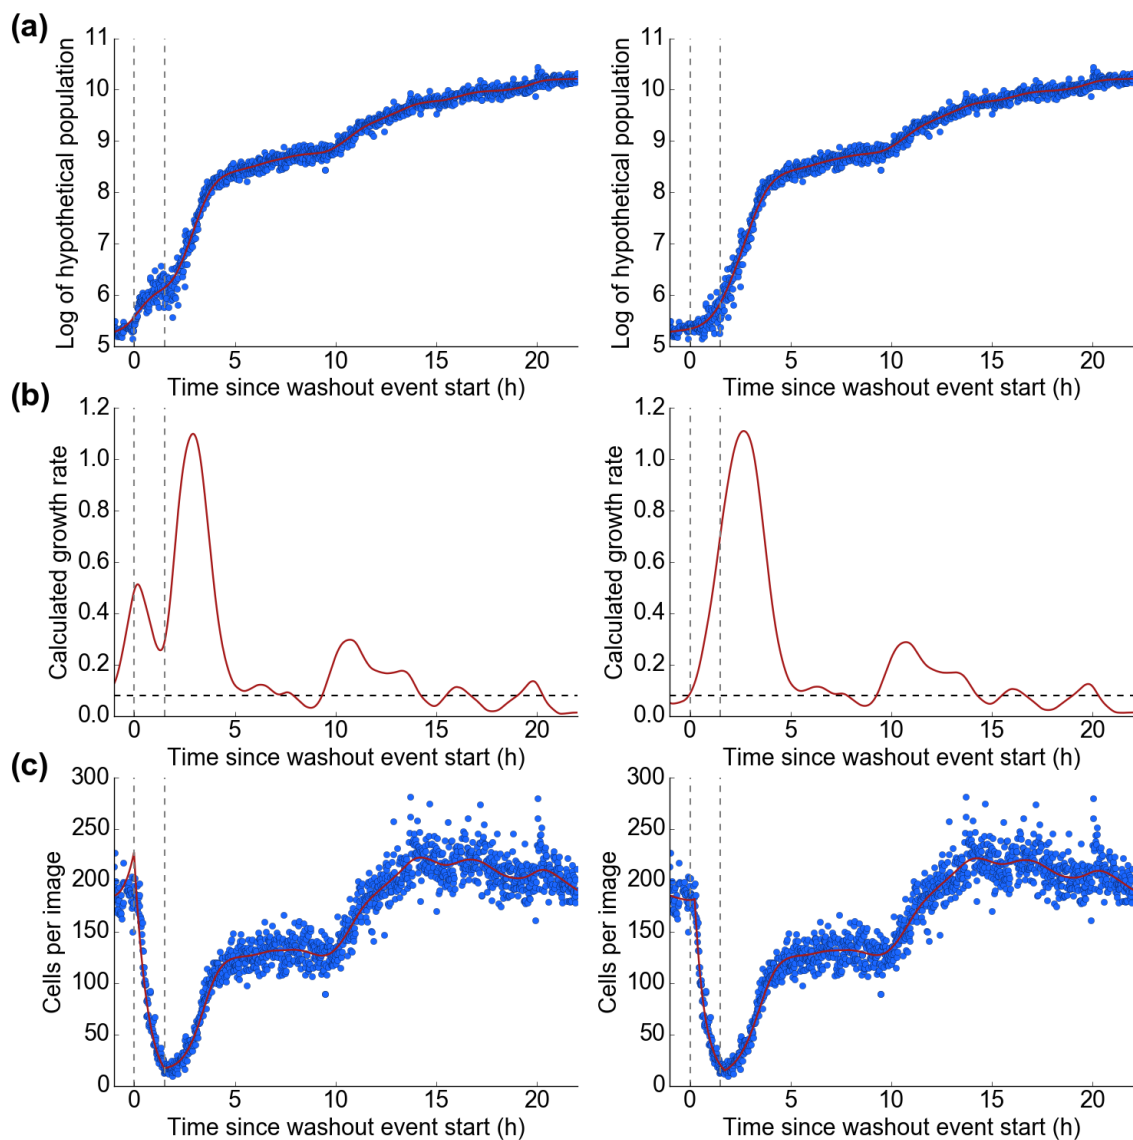 (a)
11
10
9
8
7
6
5
Log of hypothetical population
0 5 10 15 20
Time since washout event start (h)
11
10
9
8
7
6
5
Log of hypothetical population
0 5 10 15 20
Time since washout event start (h)
(b)
1.2
1.0
0.8
0.6
0.4
0.2
0.0
Calculated growth rate
0 5 10 15 20
Time since washout event start (h)
1.2
1.0
0.8
0.6
0.4
0.2
0.0
Calculated growth rate
0 5 10 15 20
Time since washout event start (h)
(c)
300
250
200
150
100
50
0
Cells per image
0 5 10 15 20
Time since washout event start (h)
300
250
200
150
100
50
0
Cells per image
0 5 10 15 20
Time since washout event start (h)